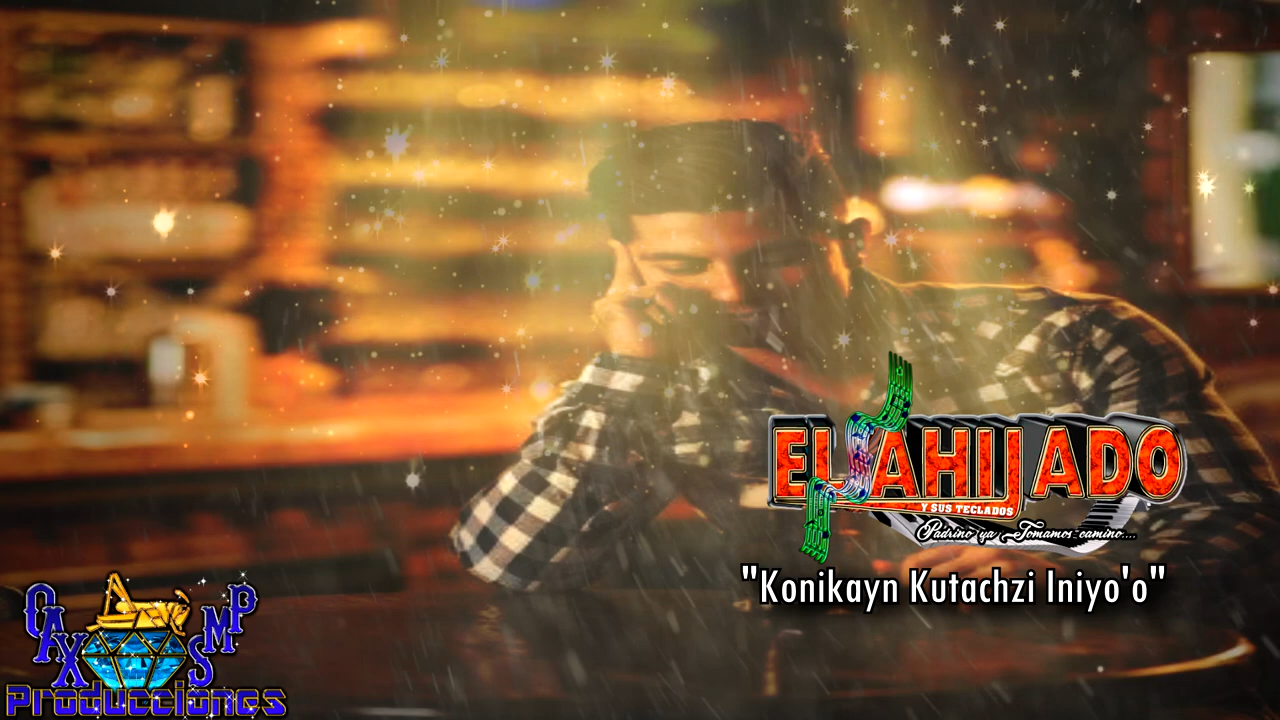 EL AHIJADO
Y SUS TECLADOS
Padrino ya Tomamos camino....
"Konikayn Kutachzi Iniyo'o"
OAX SMP
Producciones